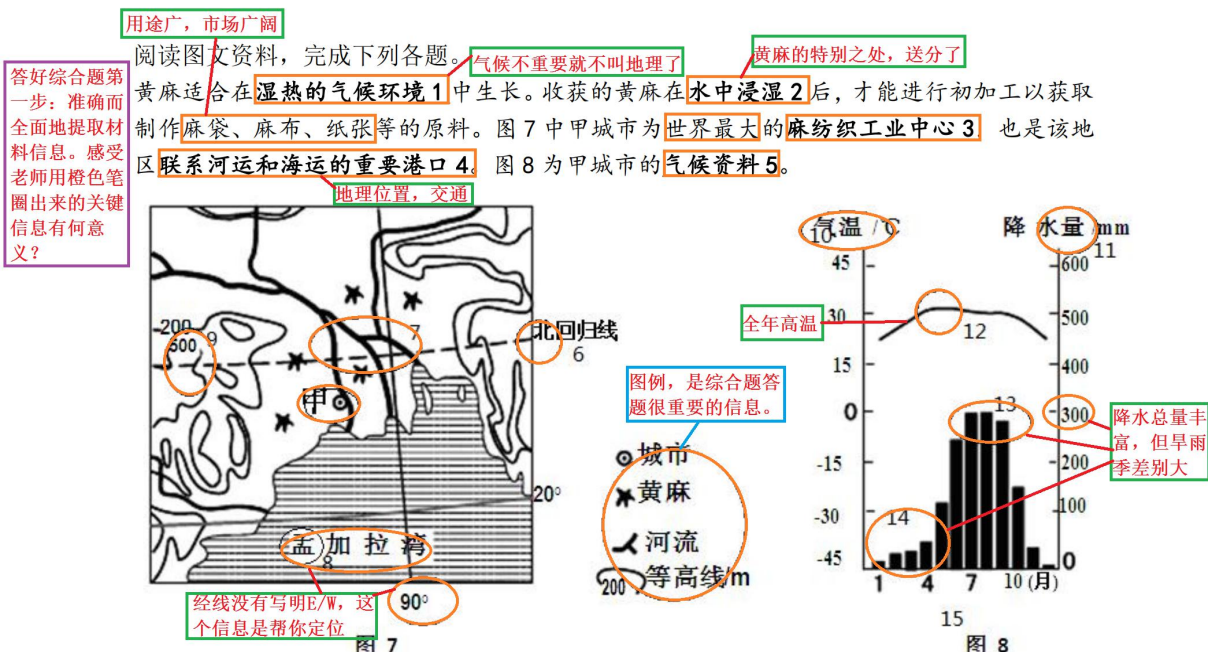 用途广，市场广阔
阅读图文资料，完成下列各题。
气候不重要就不叫地理了
黄麻的特别之处，送分了
答好综合题第
一步：准确而
全面地提取材
料信息。感受
老师用橙色笔
圈出来的关键
信息有何意
义？
黄麻适合在湿热的气候环境1中生长。收获的黄麻在水中浸湿2后，才能进行初加工以获取
制作麻袋、麻布、纸张等的原料。图7中甲城市为世界最大的麻纺织工业中心3 也是该地
区联系河运和海运的重要港口4。图8为甲城市的气候资料5。
地理位置，交通
200
500
9
7
北回归线
6
甲
20°
孟加拉湾
8
90°
经线没有写明E/W，这
个信息是帮你定位
图 7
图例，是综合题答
题很重要的信息。
城市
黄麻
河流
200
等高线/m
气温/℃
10
降水量/mm
11
45
600
全年高温
30
12
500
15
400
0
13
300
-15
200
-30
14
100
-45
0
降水总量丰
富，但旱雨
季差别大
1 4 7 10(月)
15
图 8